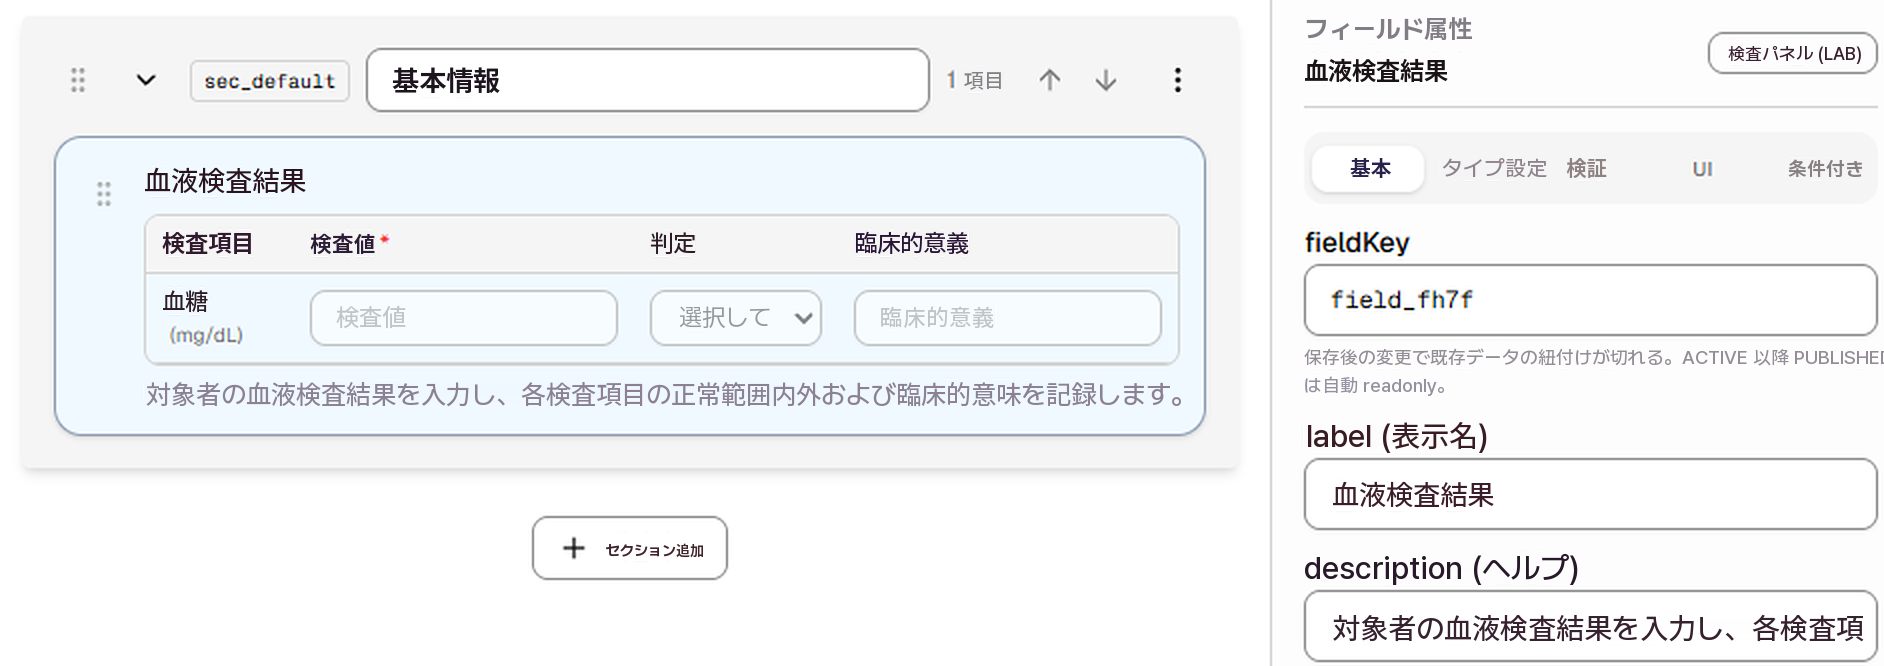 sec_default
基本情報
1 項目
血液検査結果
検査項目 検査値* 判定 臨床的意義
血糖
(mg/dL)
検査値
選択して
臨床的意義
対象者の血液検査結果を入力し、各検査項目の正常範囲内外および臨床的意味を記録します。
セクション追加
フィールド属性
血液検査結果
検査パネル (LAB)
基本 タイプ設定 検証 UI 条件付き
fieldKey
field_fh7f
保存後の変更で既存データの紐付けが切れる。ACTIVE 以降 PUBLISHED
は自動 readonly。
label (表示名)
血液検査結果
description (ヘルプ)
対象者の血液検査結果を入力し、各検査項